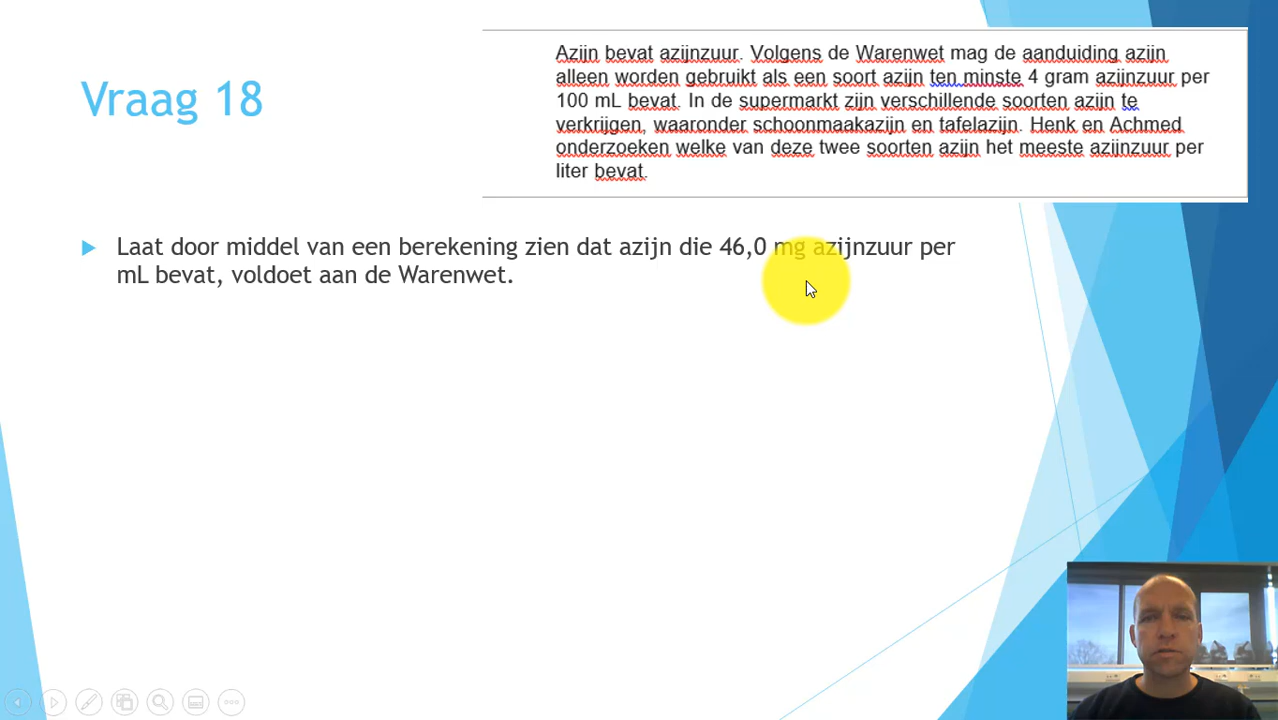 Vraag 18
Azijn bevat azijnzuur. Volgens de Warenwet mag de aanduiding azijn
alleen worden gebruikt als een soort azijn ten minste 4 gram azijnzuur per
100 mL bevat. In de supermarkt zijn verschillende soorten azijn te
verkrijgen, waaronder schoonmaakazijn en tafelazijn. Henk en Achmed
onderzoeken welke van deze twee soorten azijn het meeste azijnzuur per
liter bevat.
Laat door middel van een berekening zien dat azijn die 46,0 mg azijnzuur per
mL bevat, voldoet aan de Warenwet.